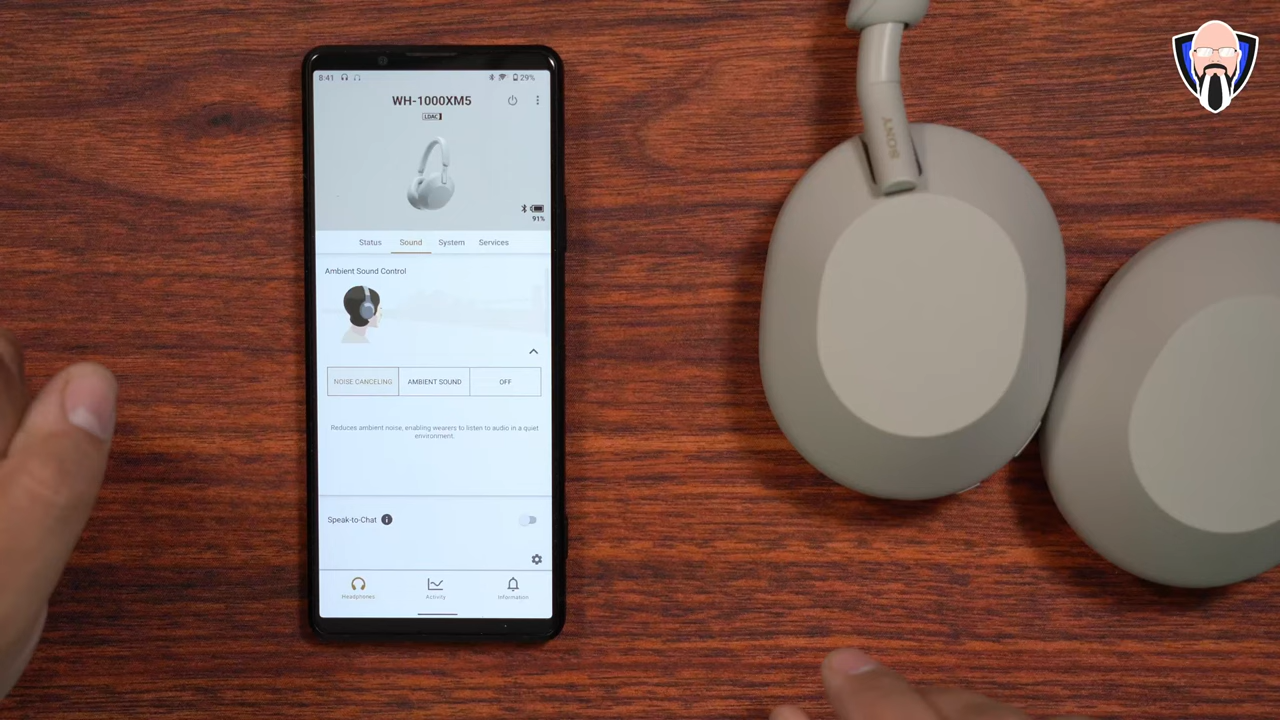 8:41
29%
WH-1000XM5
LDAC
91%
Status Sound System Services
Ambient Sound Control
NOISE CANCELING AMBIENT SOUND OFF
Reduces ambient noise, enabling wearers to listen to audio in a quiet
environment.
Speak-to-Chat i
Headphones Activity Information
SONY